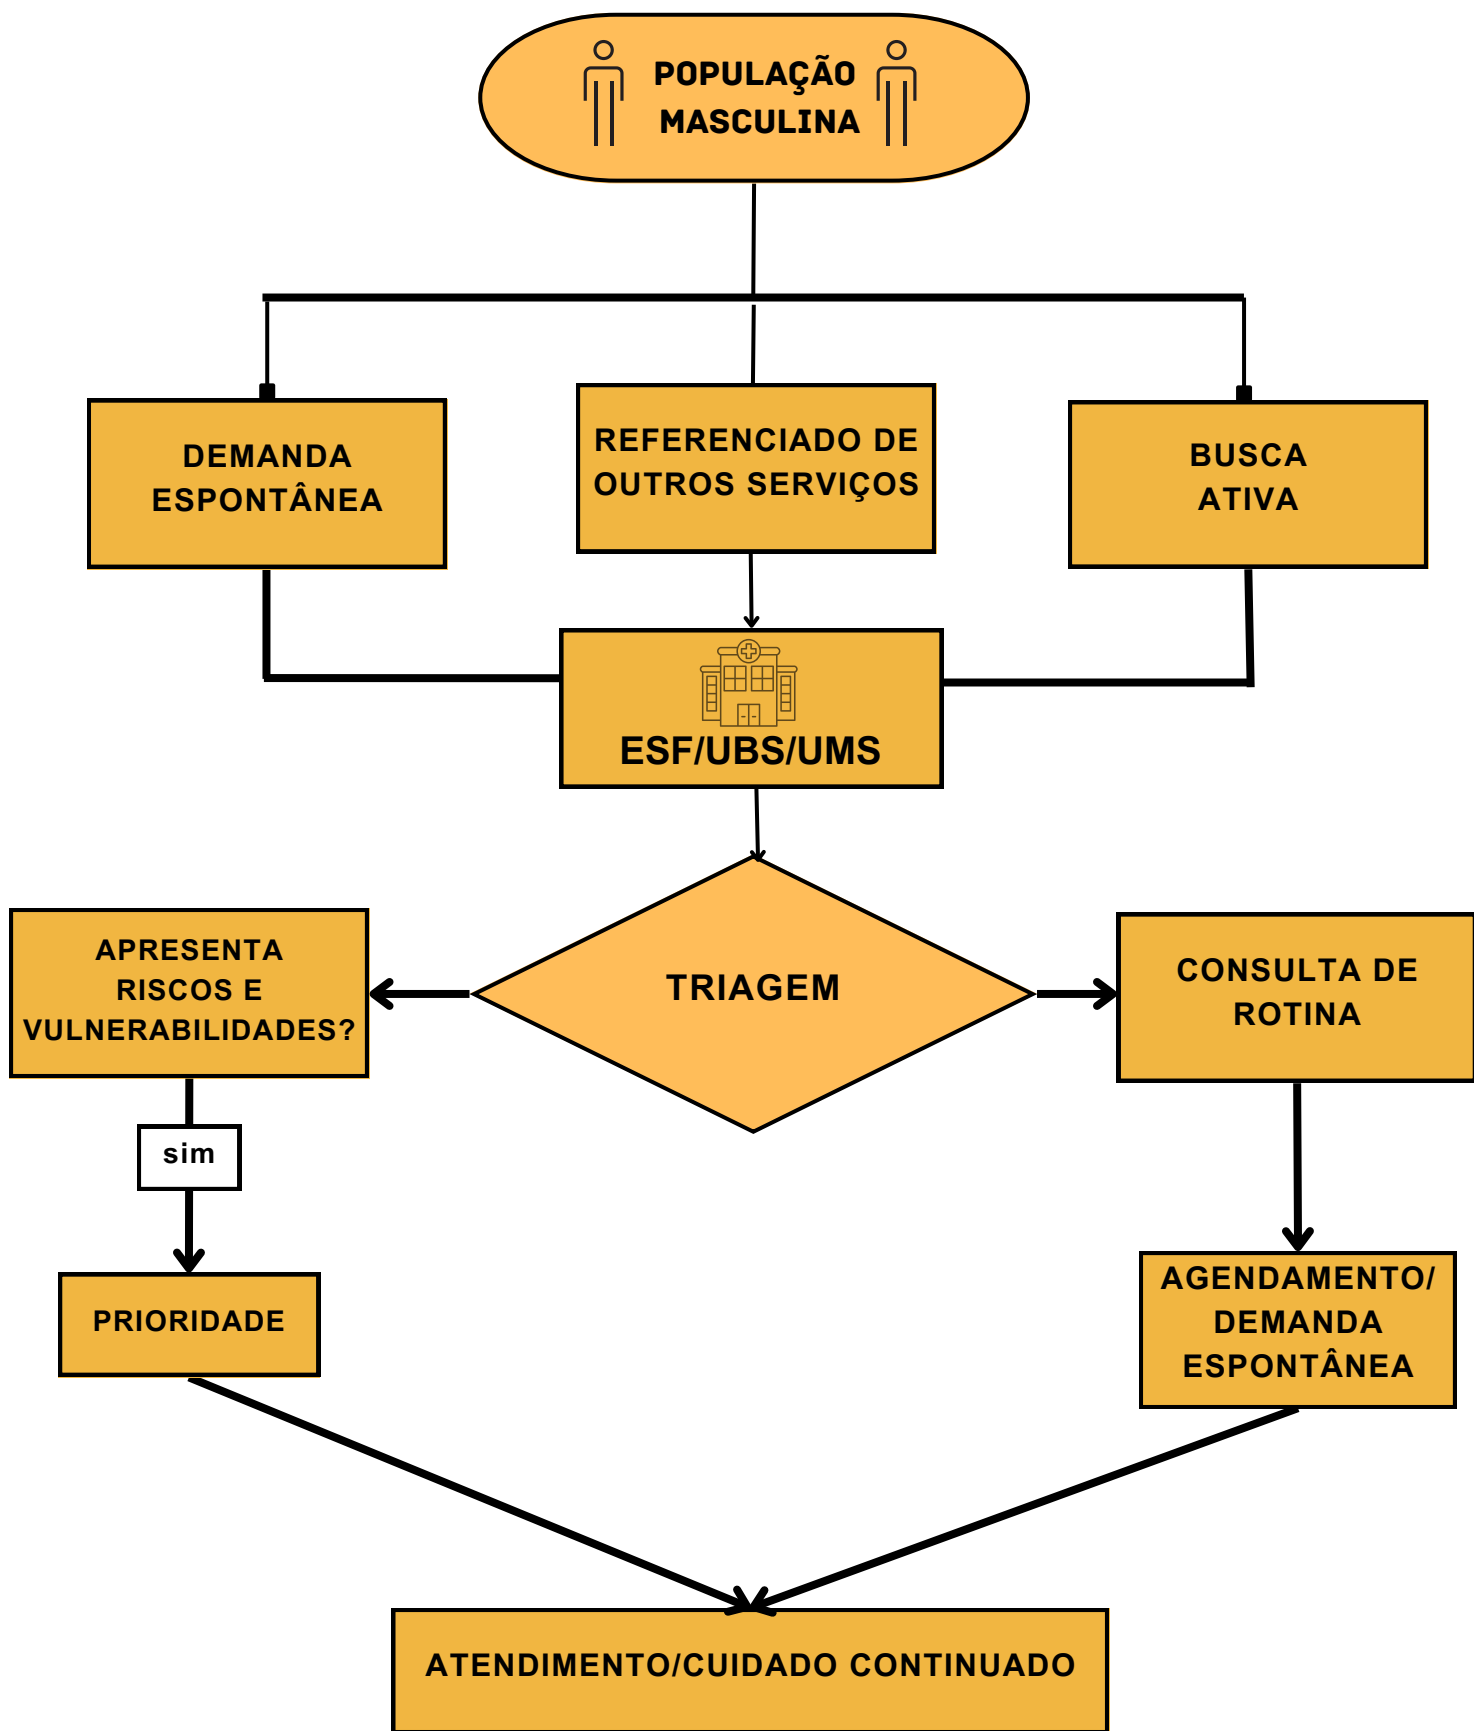 POPULAÇÃO
MASCULINA
DEMANDA
ESPONTÂNEA
REFERENCIADO DE
OUTROS SERVIÇOS
BUSCA
ATIVA
ESF/UBS/UMS
APRESENTA
RISCOS E
VULNERABILIDADES?
TRIAGEM
CONSULTA DE
ROTINA
sim
PRIORIDADE
AGENDAMENTO/
DEMANDA
ESPONTÂNEA
ATENDIMENTO/CUIDADO CONTINUADO